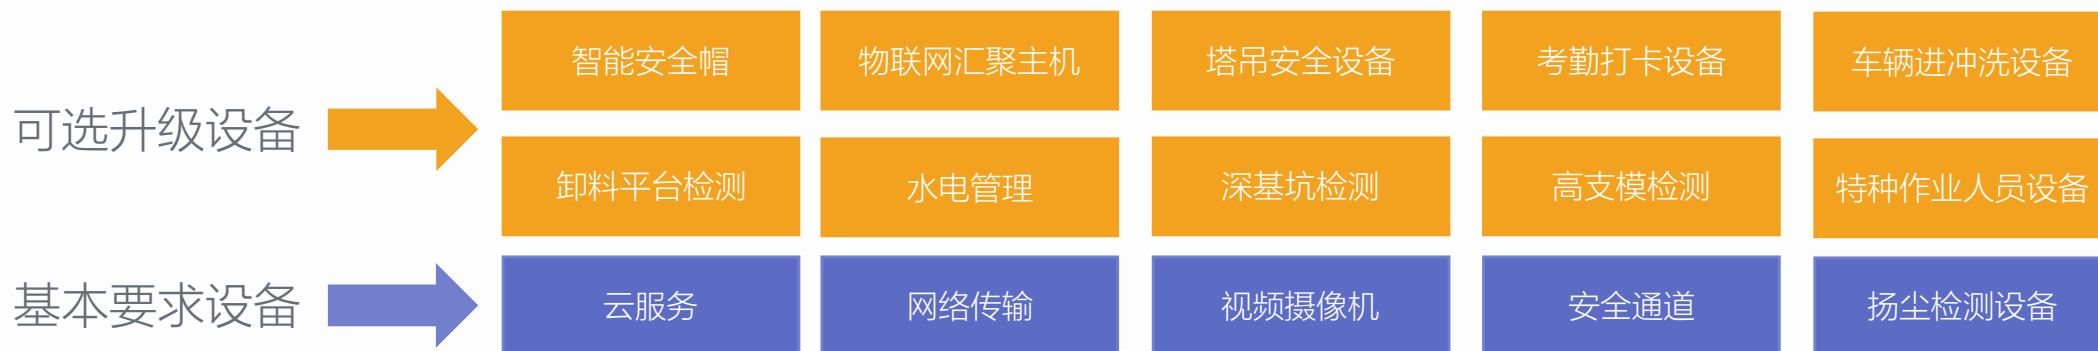 可选升级设备
智能安全帽
物联网汇聚主机
塔吊安全设备
考勤打卡设备
车辆进冲洗设备
卸料平台检测
水电管理
深基坑检测
高支模检测
特种作业人员设备
基本要求设备
云服务
网络传输
视频摄像机
安全通道
扬尘检测设备